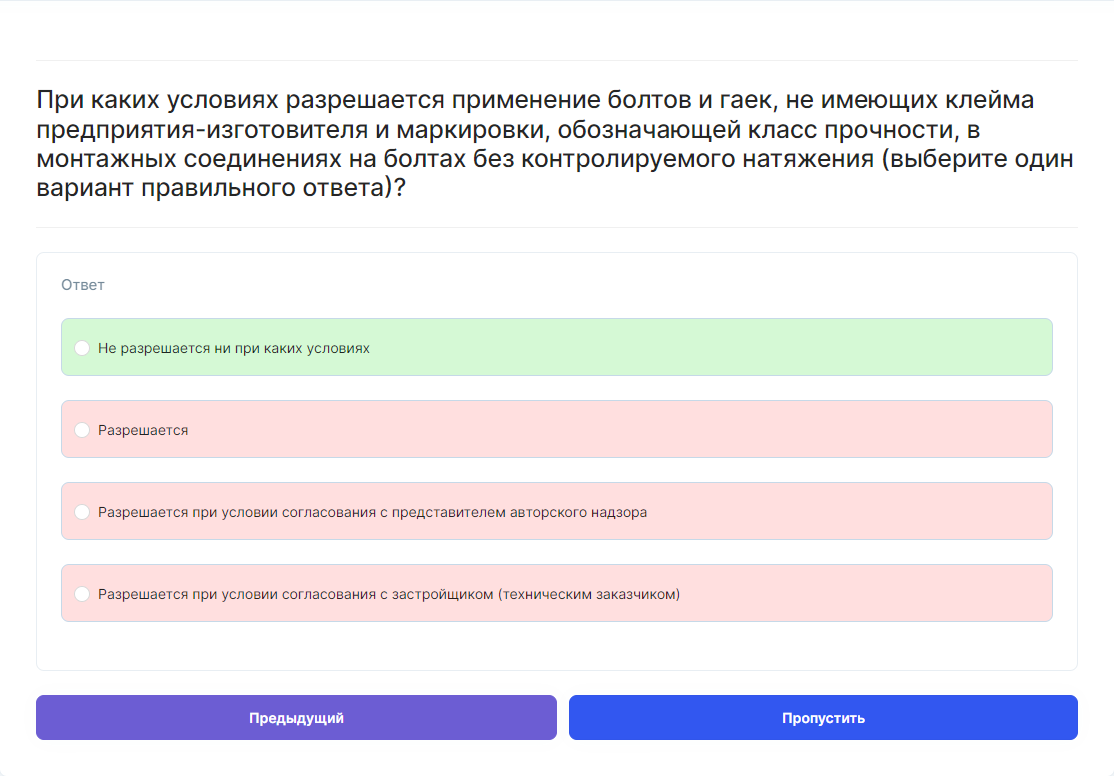 При каких условиях разрешается применение болтов и гаек, не имеющих клейма
предприятия-изготовителя и маркировки, обозначающей класс прочности, в
монтажных соединениях на болтах без контролируемого натяжения (выберите один
вариант правильного ответа)?
Ответ
Не разрешается ни при каких условиях
Разрешается
Разрешается при условии согласования с представителем авторского надзора
Разрешается при условии согласования с застройщиком (техническим заказчиком)
Предыдущий
Пропустить